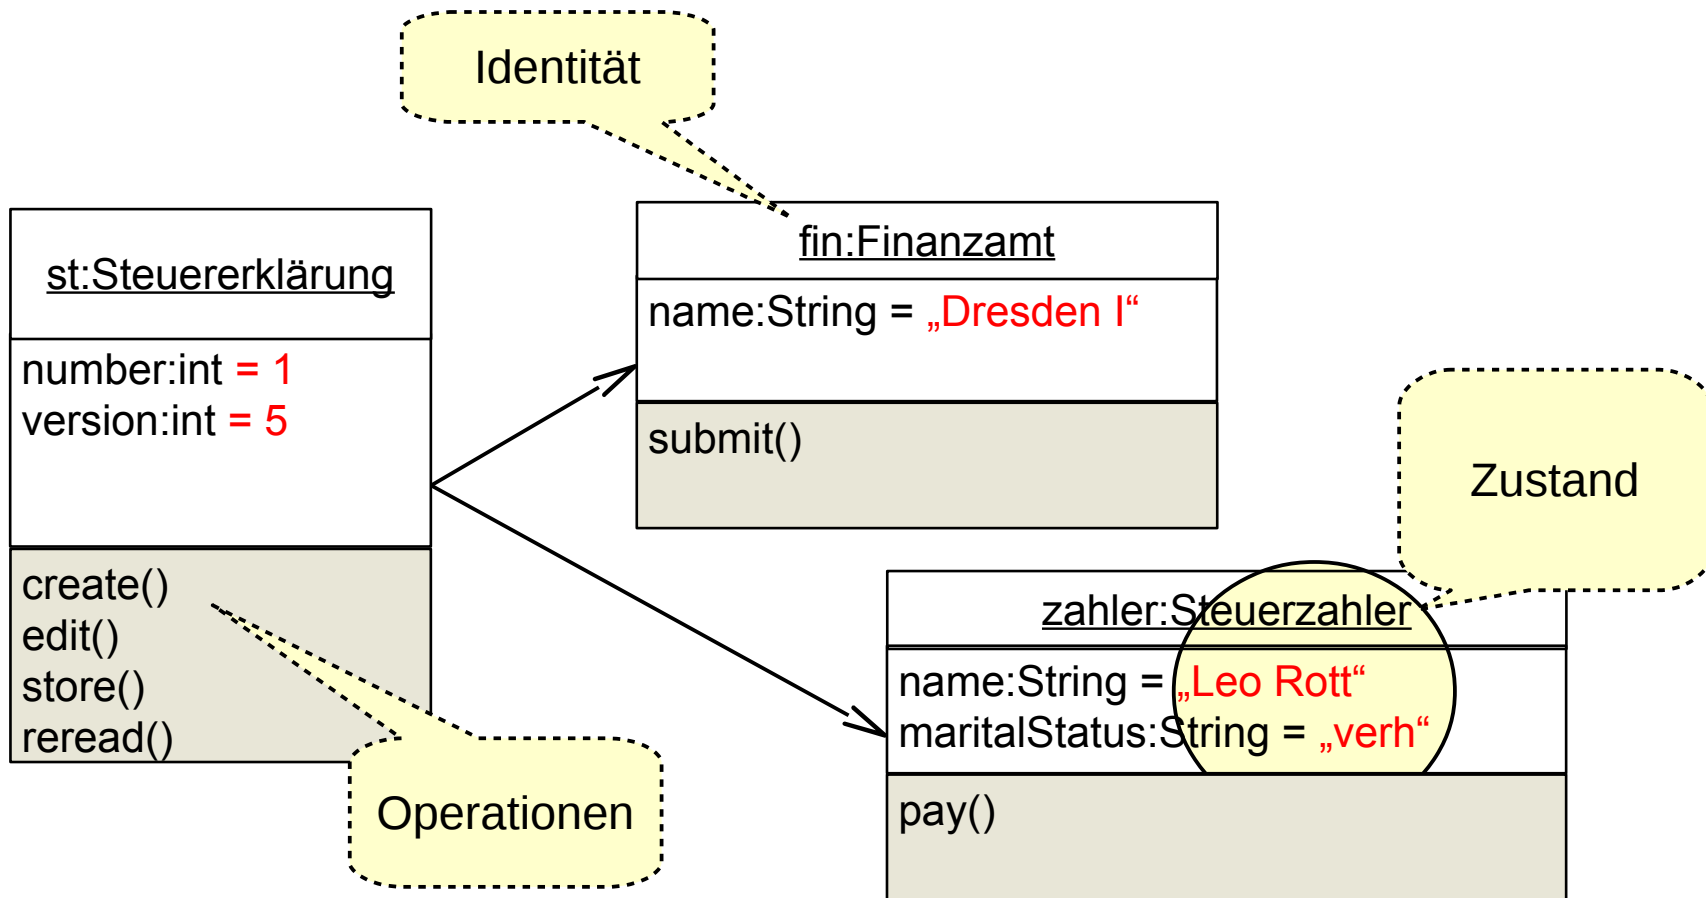 Identität
st:Steuererklärung
number:int = 1
version:int = 5
create()
edit()
store()
reread()
Operationen
fin:Finanzamt
name:String = „Dresden I“
submit()
Zustand
zahler:Steuerzahler
name:String = „Leo Rott“
maritalStatus:String = „verh“
pay()